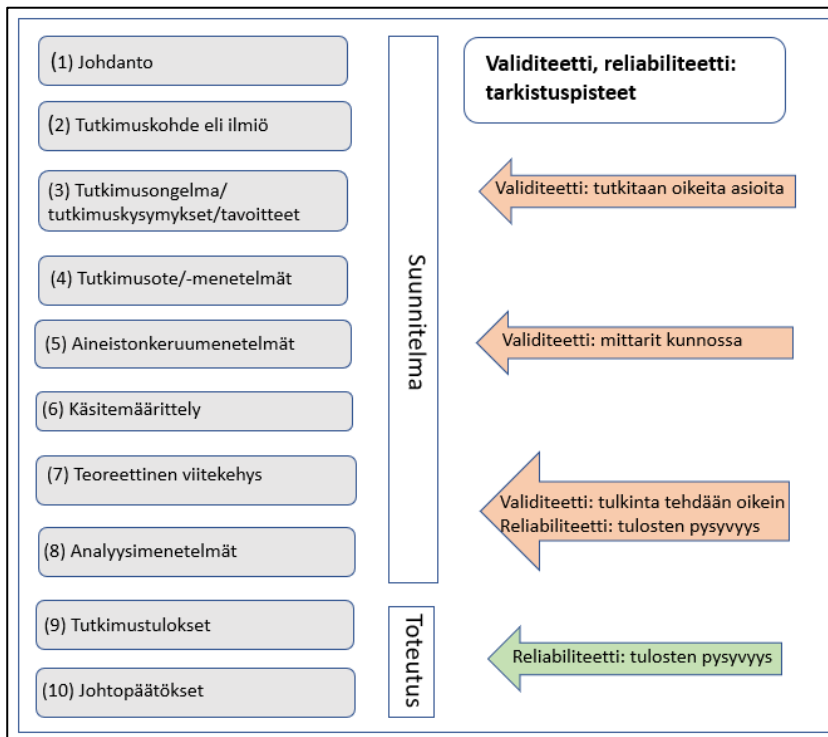 (1) Johdanto
(2) Tutkimuskohde eli ilmiö
(3) Tutkimusongelma/
tutkimuskysymykset/tavoitteet
(4) Tutkimusote/-menetelmät
(5) Aineistonkeruumenetelmät
(6) Käsitemäärittely
(7) Teoreettinen viitekehys
(8) Analyysimenetelmät
(9) Tutkimustulokset
(10) Johtopäätökset
Suunnitelma
Toteutus
Validiteetti, reliabiliteetti:
tarkistuspisteet
Validiteetti: tutkitaan oikeita asioita
Validiteetti: mittarit kunnossa
Validiteetti: tulkinta tehdään oikein
Reliabiliteetti: tulosten pysyvyys
Reliabiliteetti: tulosten pysyvyys